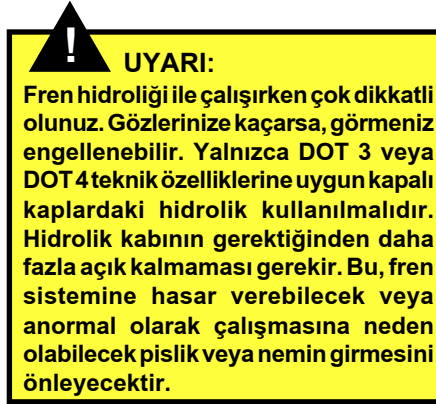 !
UYARI:
Fren hidroliği ile çalışırken çok dikkatli
olunuz. Gözlerinize kaçarsa, görmeniz
engellenebilir. Yalnızca DOT 3 veya
DOT 4 teknik özelliklerine uygun kapalı
kaplardaki hidrolik kullanılmalıdır.
Hidrolik kabının gerektiğinden daha
fazla açık kalmaması gerekir. Bu, fren
sistemine hasar verebilecek veya
anormal olarak çalışmasına neden
olabilecek pislik veya nemin girmesini
önleyecektir.